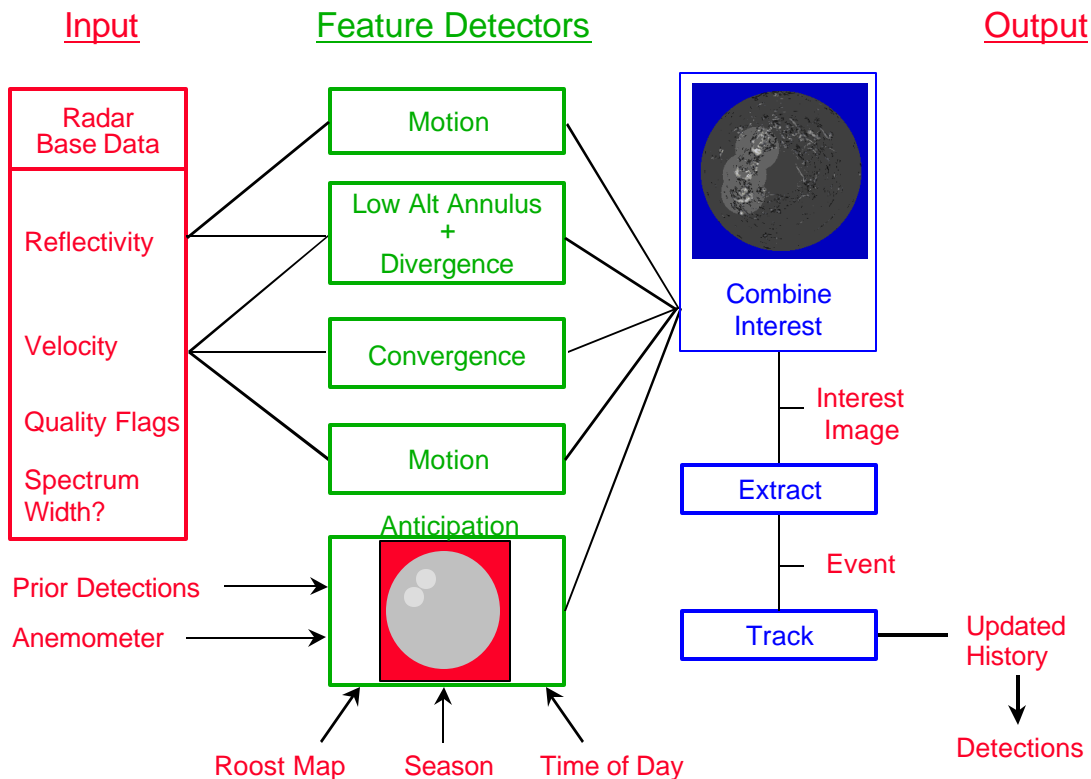 Input
Feature Detectors
Output
Radar
Base Data
Reflectivity
Velocity
Quality Flags
Spectrum
Width?
Prior Detections
Anemometer
Motion
Low Alt Annulus
+
Divergence
Convergence
Motion
Anticipation
Roost Map
Season
Time of Day
Combine
Interest
Interest
Image
Extract
Event
Track
Updated
History
Detections